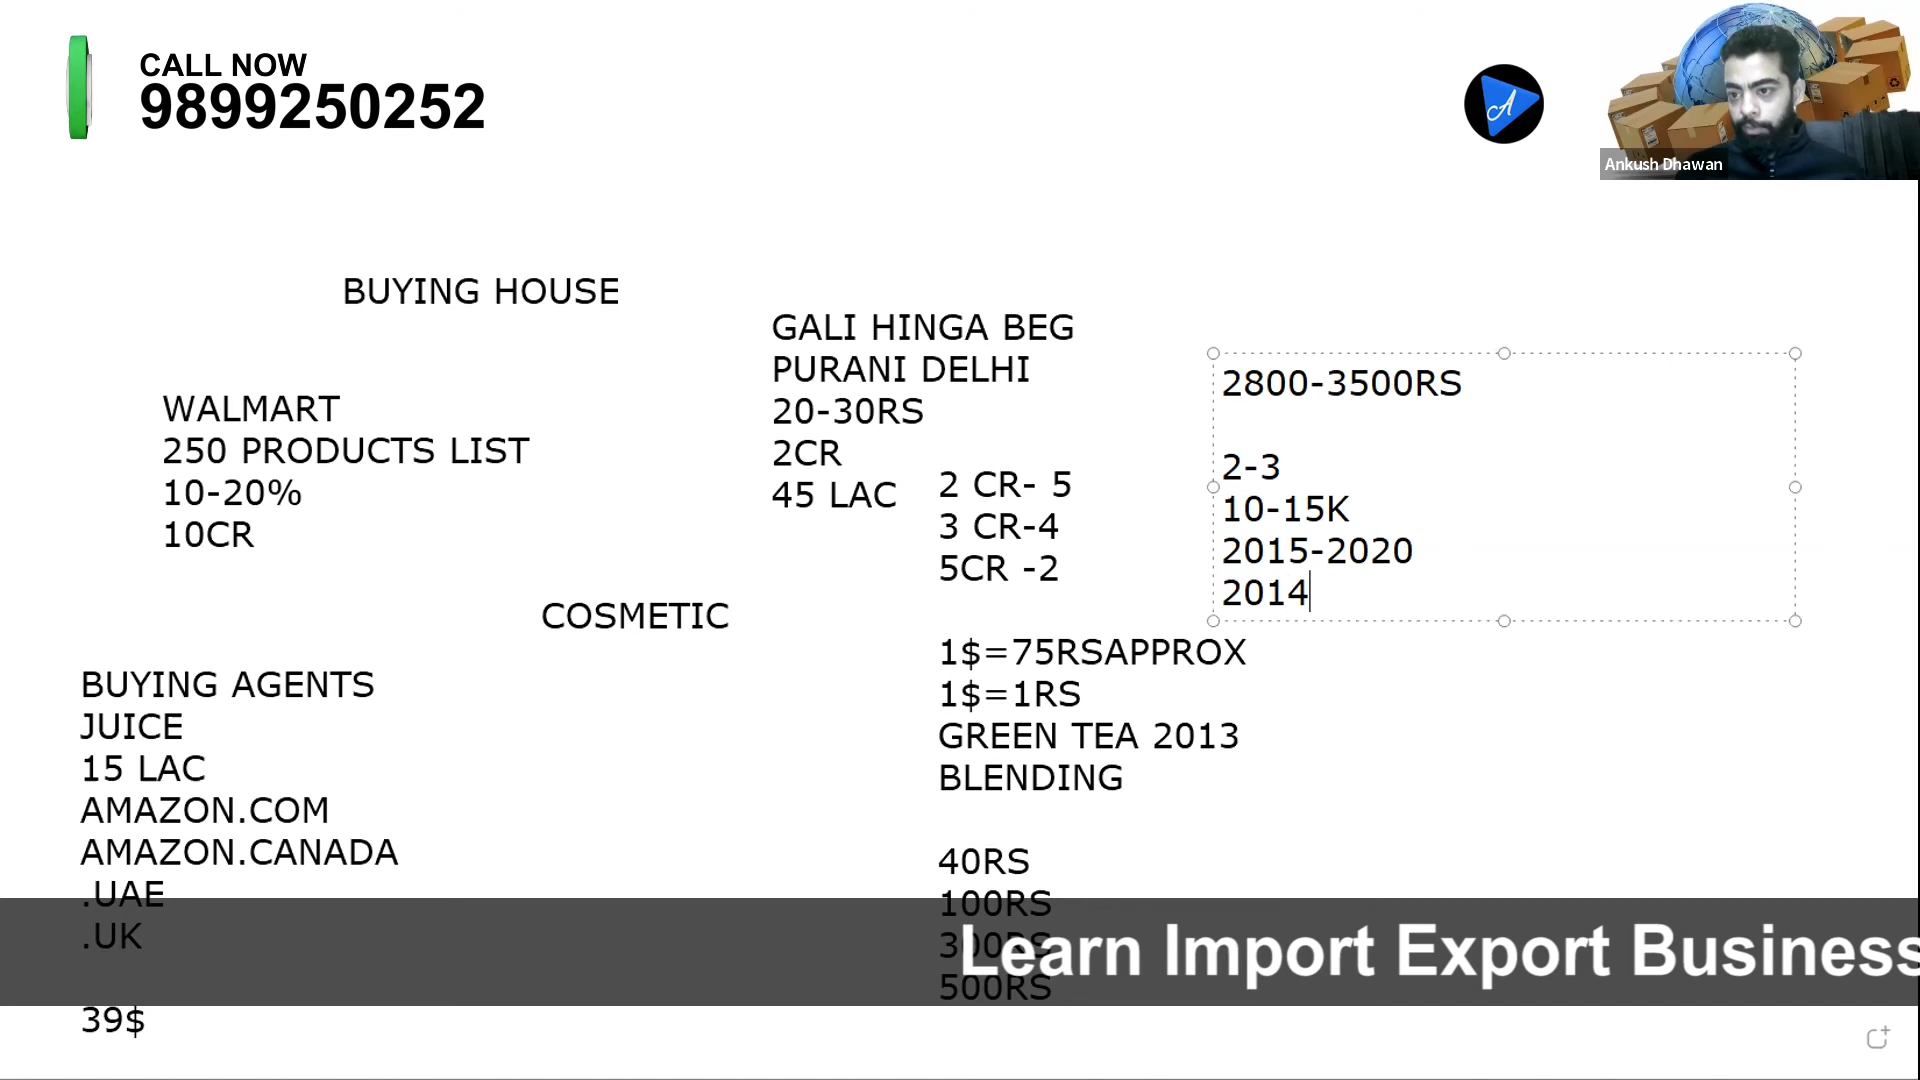 CALL NOW
9899250252
Ankush Dhawan
BUYING HOUSE
WALMART
250 PRODUCTS LIST
10-20%
10CR
GALI HINGA BEG
PURANI DELHI
20-30RS
2CR
45 LAC
2 CR- 5
3 CR-4
5CR -2
2800-3500RS
2-3
10-15K
2015-2020
2014
COSMETIC
BUYING AGENTS
JUICE
15 LAC
AMAZON.COM
AMAZON.CANADA
.UAE
.UK
39$
1$=75RSAPPROX
1$=1RS
GREEN TEA 2013
BLENDING
40RS
100RS
300RS
500RS
Learn Import Export Business